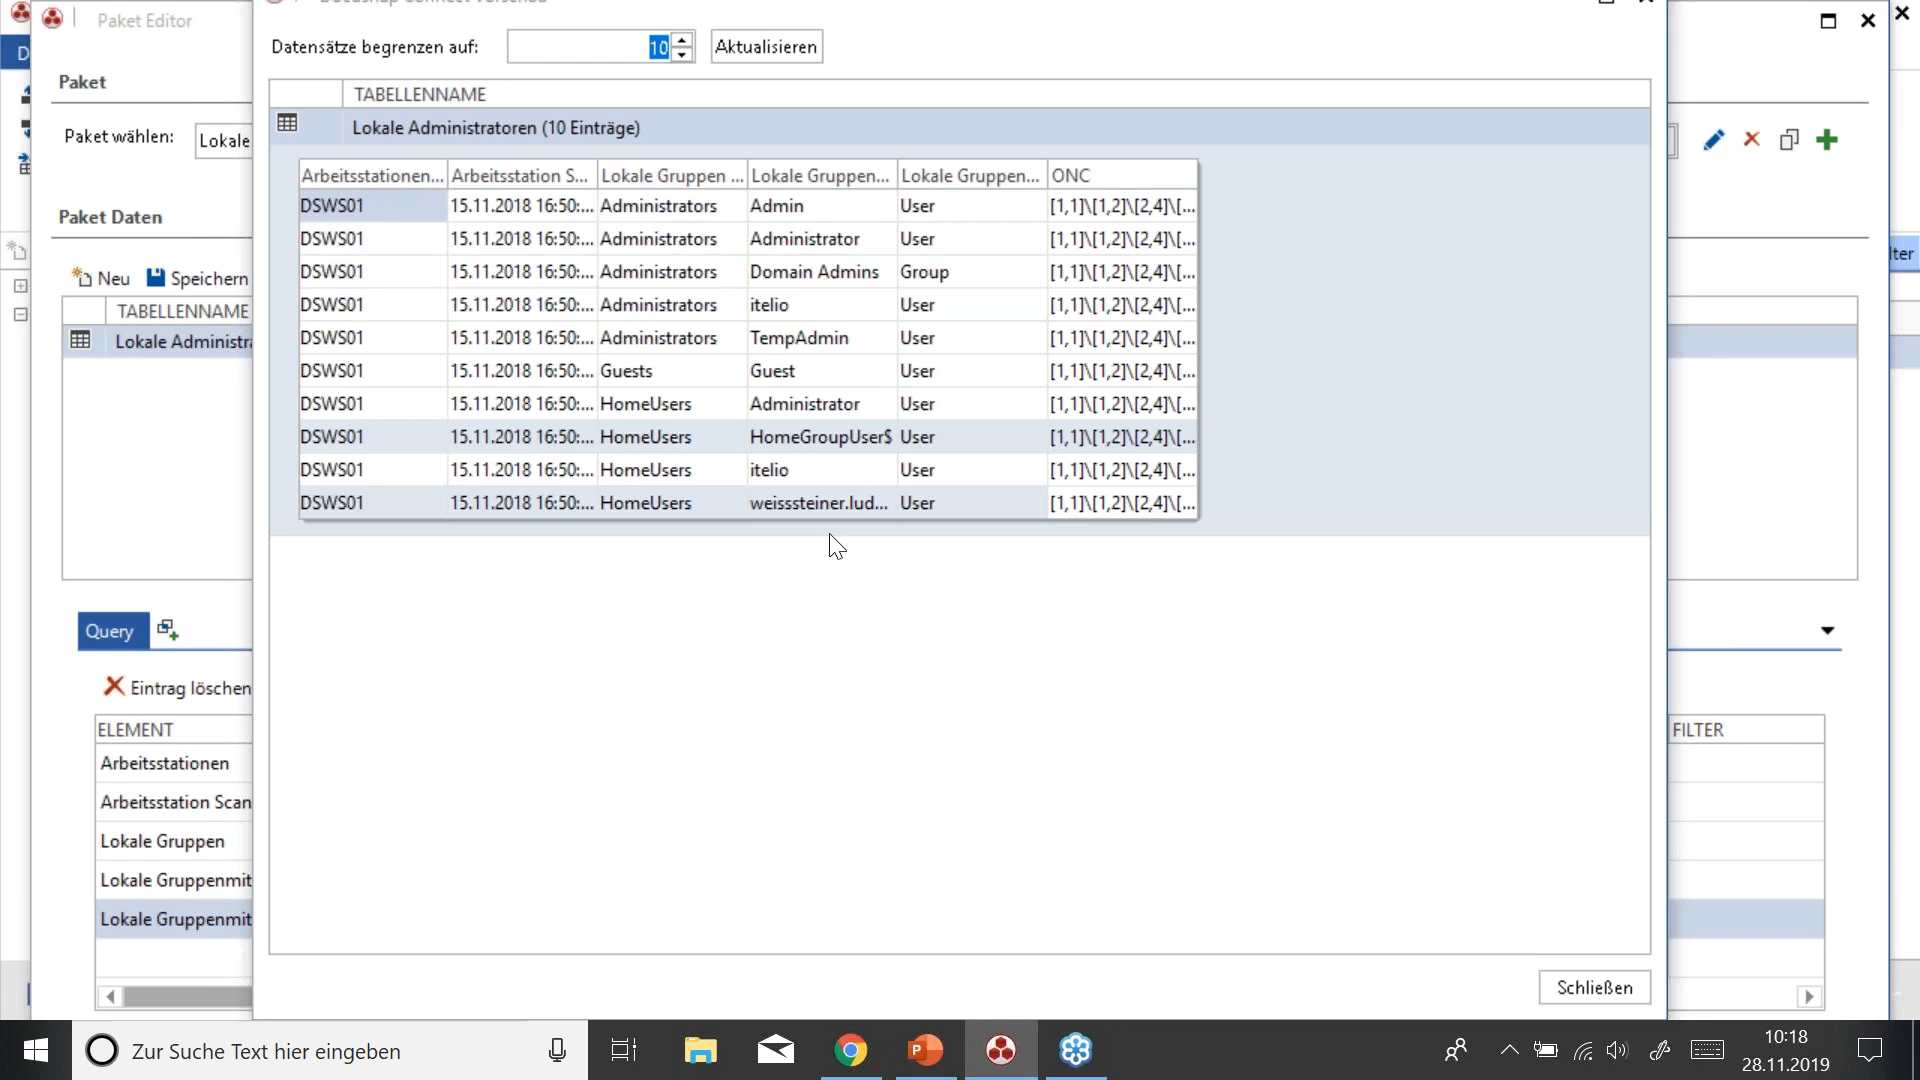 Paket Editor
Docusnap Connect Vorschau
Datensätze begrenzen auf: 10 Aktualisieren
Paket
TABELLENNAME
Lokale Administratoren (10 Einträge)
Paket wählen: Lokale
Arbeitsstationen... Arbeitsstation S... Lokale Gruppen ... Lokale Gruppen... Lokale Gruppen... ONC
DSWS01 15.11.2018 16:50:... Administrators Admin User [1,1]\[1,2]\[2,4]\[...
DSWS01 15.11.2018 16:50:... Administrators Administrator User [1,1]\[1,2]\[2,4]\[...
DSWS01 15.11.2018 16:50:... Administrators Domain Admins Group [1,1]\[1,2]\[2,4]\[...
DSWS01 15.11.2018 16:50:... Administrators itelio User [1,1]\[1,2]\[2,4]\[...
DSWS01 15.11.2018 16:50:... Administrators TempAdmin User [1,1]\[1,2]\[2,4]\[...
DSWS01 15.11.2018 16:50:... Guests Guest User [1,1]\[1,2]\[2,4]\[...
DSWS01 15.11.2018 16:50:... HomeUsers Administrator User [1,1]\[1,2]\[2,4]\[...
DSWS01 15.11.2018 16:50:... HomeUsers HomeGroupUser$ User [1,1]\[1,2]\[2,4]\[...
DSWS01 15.11.2018 16:50:... HomeUsers itelio User [1,1]\[1,2]\[2,4]\[...
DSWS01 15.11.2018 16:50:... HomeUsers weisssteiner.lud... User [1,1]\[1,2]\[2,4]\[...
Paket Daten
Neu Speichern
TABELLENNAME
Lokale Administra
lter
Query
Eintrag löschen
ELEMENT
FILTER
Arbeitsstationen
Arbeitsstation Scan
Lokale Gruppen
Lokale Gruppenmit
Lokale Gruppenmit
Schließen
Zur Suche Text hier eingeben
10:18
28.11.2019